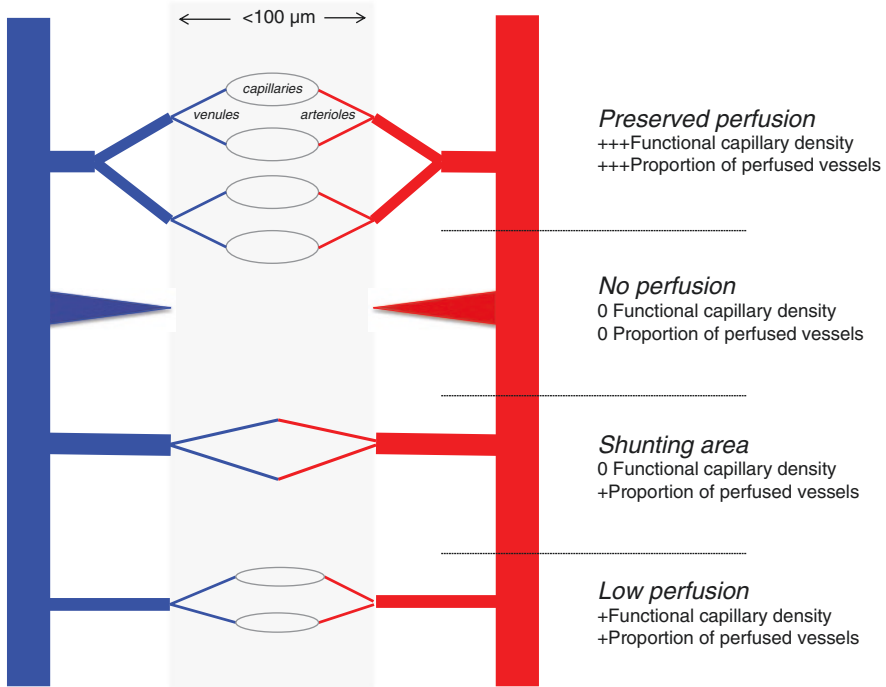 <100 µm
capillaries
venules
arterioles
Preserved perfusion
+++Functional capillary density
+++Proportion of perfused vessels
No perfusion
0 Functional capillary density
0 Proportion of perfused vessels
Shunting area
0 Functional capillary density
+Proportion of perfused vessels
Low perfusion
+Functional capillary density
+Proportion of perfused vessels